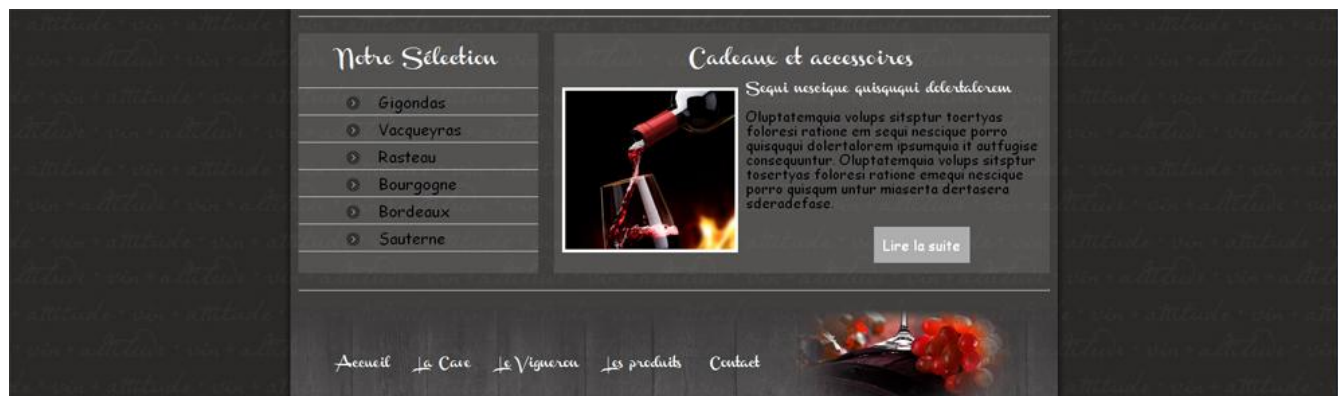 Notre Sélection
Gigondas
Vacqueyras
Rasteau
Bourgogne
Bordeaux
Sauterne
Cadeaux et accessoires
Sequi nescique quisququi dolertalorem
Oluptatemquia volups sitsptur toertyas
foloresi ratione em sequi nescique porro
quisququi dolertalorem ipsumquia it autfugise
consequuntur. Oluptatemquia volups sitsptur
tosertyas foloresi ratione emequi nescique
porro quisqum untur miaserta dertasera
sderadefase.
Lire la suite
Accueil La Cave Le Vigneron Les produits Contact